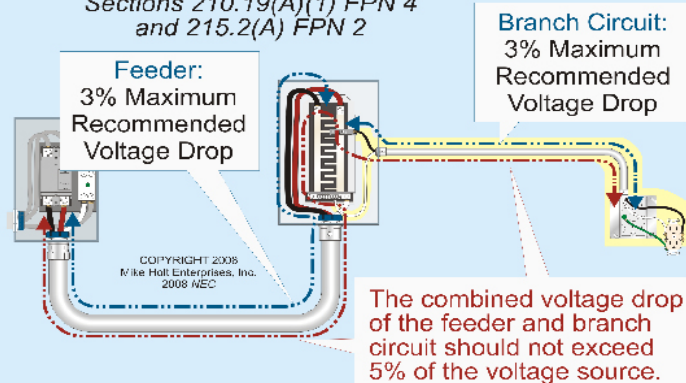 Sections 210.19(A)(1) FPN 4
and 215.2(A) FPN 2
Branch Circuit:
3% Maximum
Recommended
Voltage Drop
Feeder:
3% Maximum
Recommended
Voltage Drop
COPYRIGHT 2008
Mike Holt Enterprises, Inc.
2008 NEC
The combined voltage drop
of the feeder and branch
circuit should not exceed
5% of the voltage source.